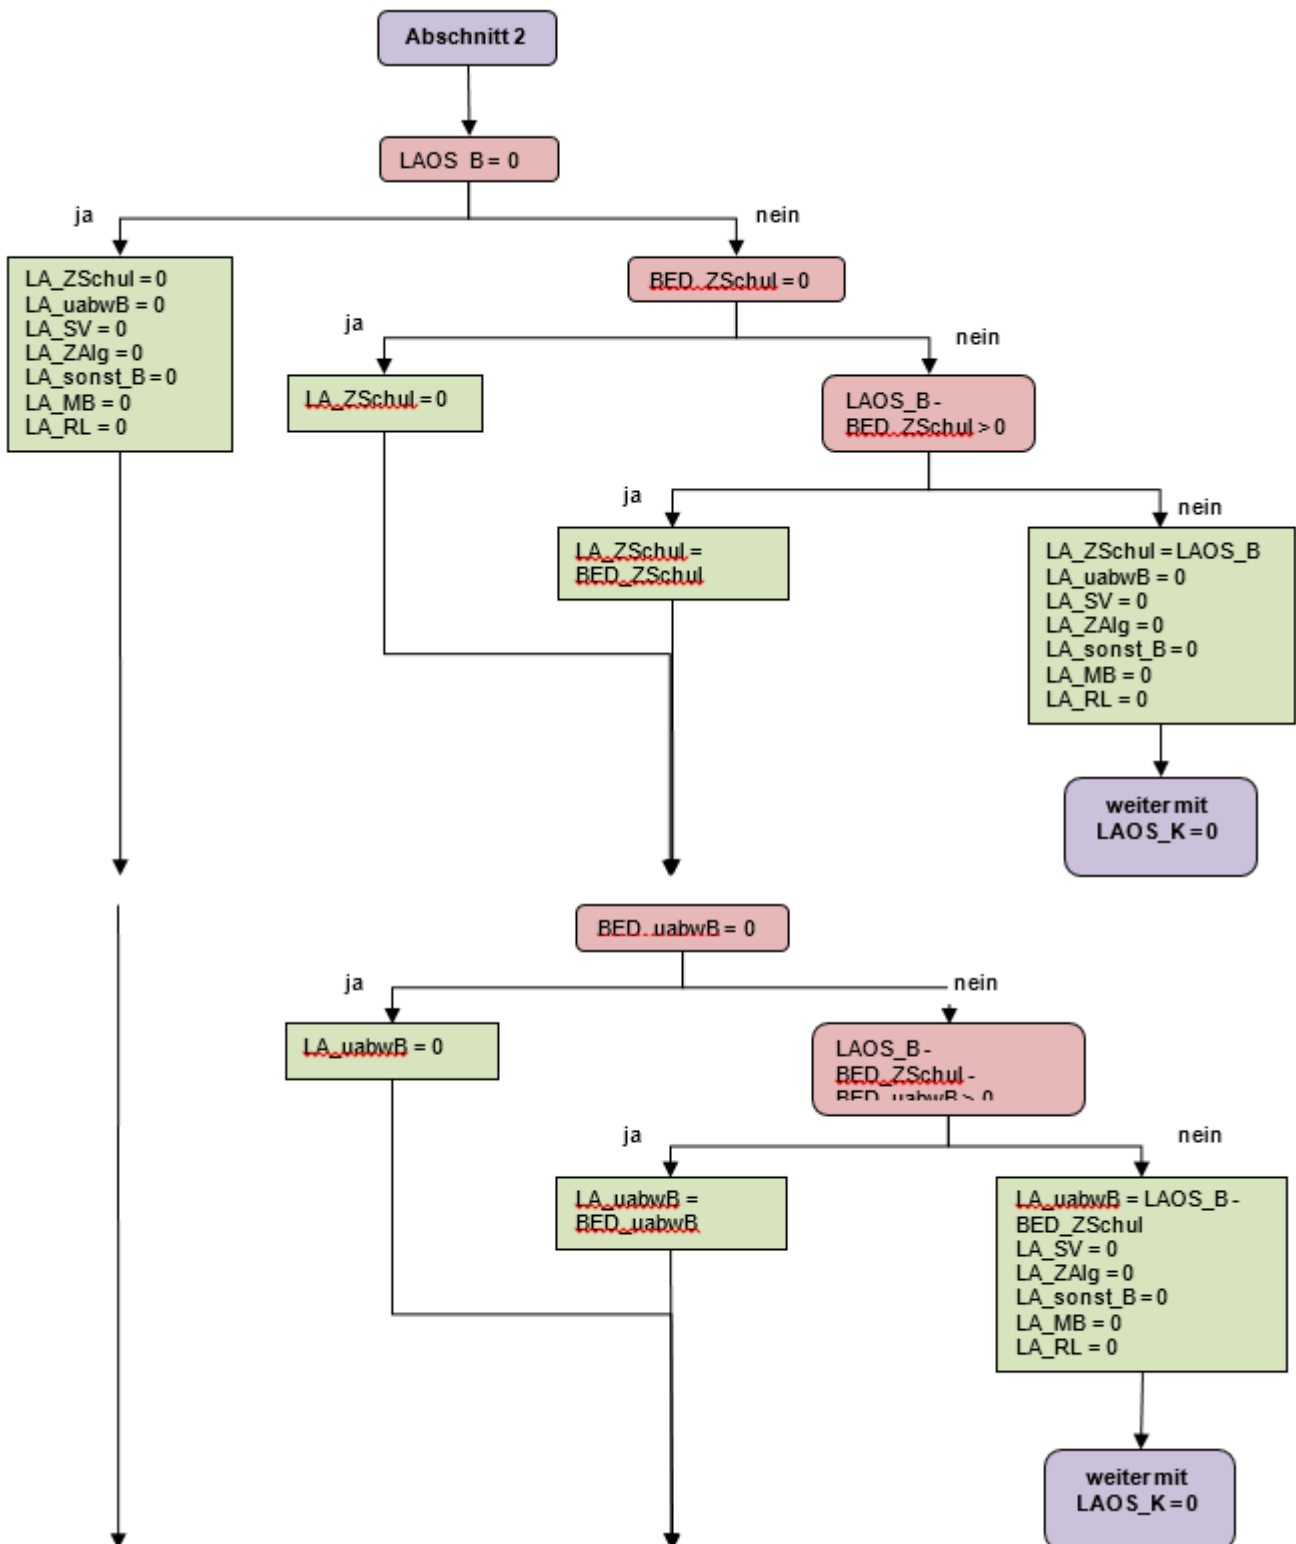 Abschnitt 2
LAOS_B = 0
ja
nein
LA_ZSchul = 0
LA_uabwB = 0
LA_SV = 0
LA_ZAlg = 0
LA_sonst_B = 0
LA_MB = 0
LA_RL = 0
BED_ZSchul = 0
ja
nein
LA_ZSchul = 0
LAOS_B -
BED_ZSchul > 0
ja
nein
LA_ZSchul =
BED_ZSchul
LA_ZSchul = LAOS_B
LA_uabwB = 0
LA_SV = 0
LA_ZAlg = 0
LA_sonst_B = 0
LA_MB = 0
LA_RL = 0
weiter mit
LAOS_K = 0
BED_uabwB = 0
ja
nein
LA_uabwB = 0
LAOS_B -
BED_ZSchul -
BED_uabwB > 0
ja
nein
LA_uabwB =
BED_uabwB
LA_uabwB = LAOS_B -
BED_ZSchul
LA_SV = 0
LA_ZAlg = 0
LA_sonst_B = 0
LA_MB = 0
LA_RL = 0
weiter mit
LAOS_K = 0